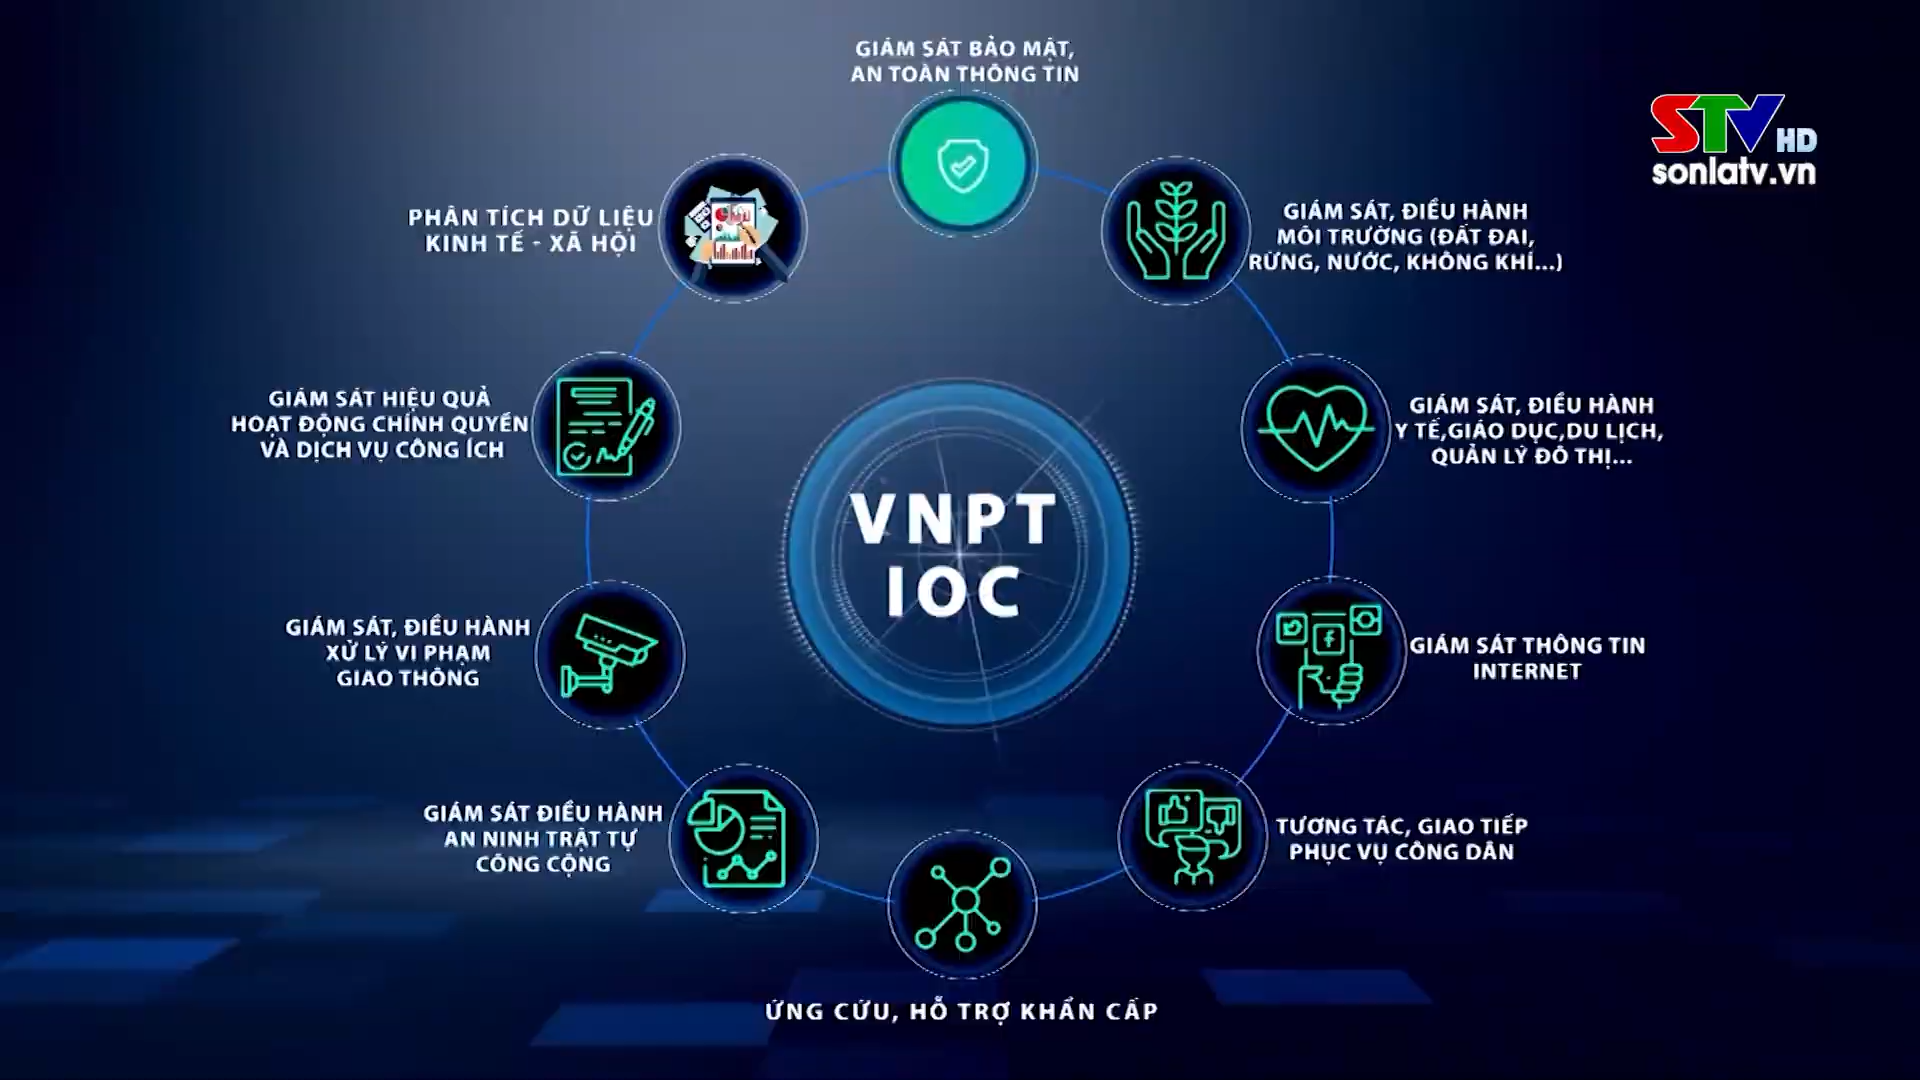 GIÁM SÁT BẢO MẬT,
AN TOÀN THÔNG TIN
STV HD
sonlatv.vn
PHÂN TÍCH DỮ LIỆU
KINH TẾ - XÃ HỘI
GIÁM SÁT, ĐIỀU HÀNH
MÔI TRƯỜNG (ĐẤT ĐAI,
RỪNG, NƯỚC, KHÔNG KHÍ...)
GIÁM SÁT HIỆU QUẢ
HOẠT ĐỘNG CHÍNH QUYỀN
VÀ DỊCH VỤ CÔNG ÍCH
GIÁM SÁT, ĐIỀU HÀNH
Y TẾ,GIÁO DỤC,DU LỊCH,
QUẢN LÝ ĐÔ THỊ...
VNPT
IOC
GIÁM SÁT, ĐIỀU HÀNH
XỬ LÝ VI PHẠM
GIAO THÔNG
GIÁM SÁT THÔNG TIN
INTERNET
GIÁM SÁT ĐIỀU HÀNH
AN NINH TRẬT TỰ
CÔNG CỘNG
TƯƠNG TÁC, GIAO TIẾP
PHỤC VỤ CÔNG DÂN
ỨNG CỨU, HỖ TRỢ KHẨN CẤP